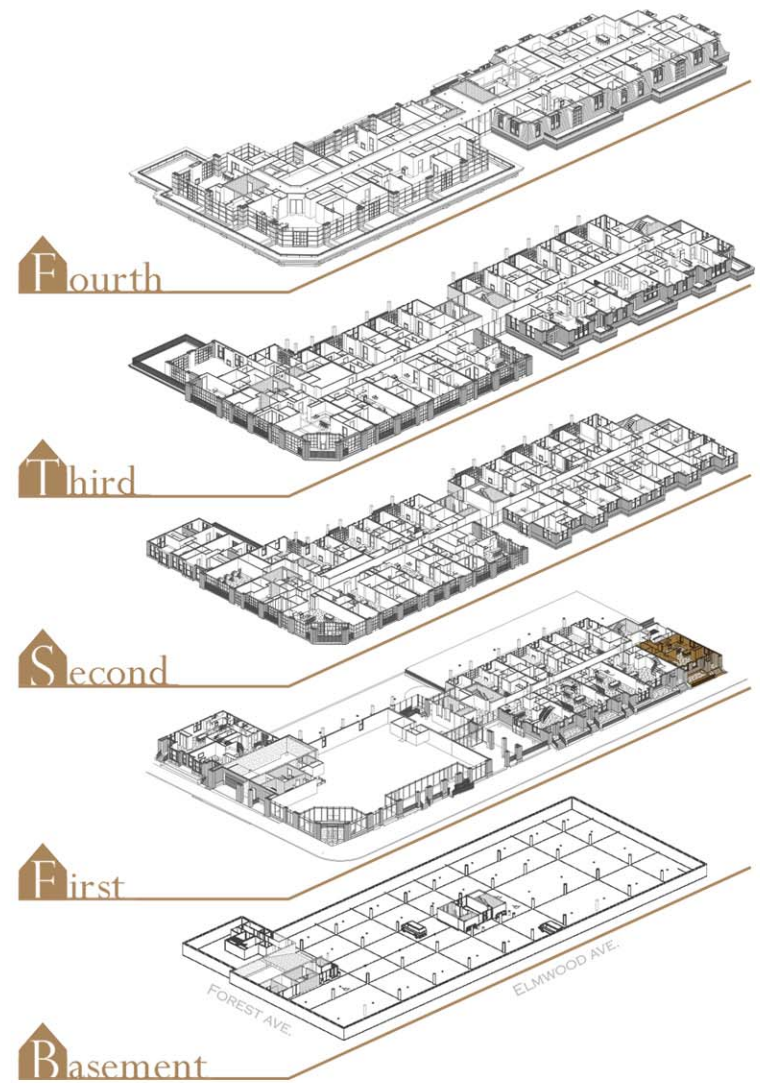 Fourth
Third
Second
First
FOREST AVE.
ELMWOOD AVE.
Basement